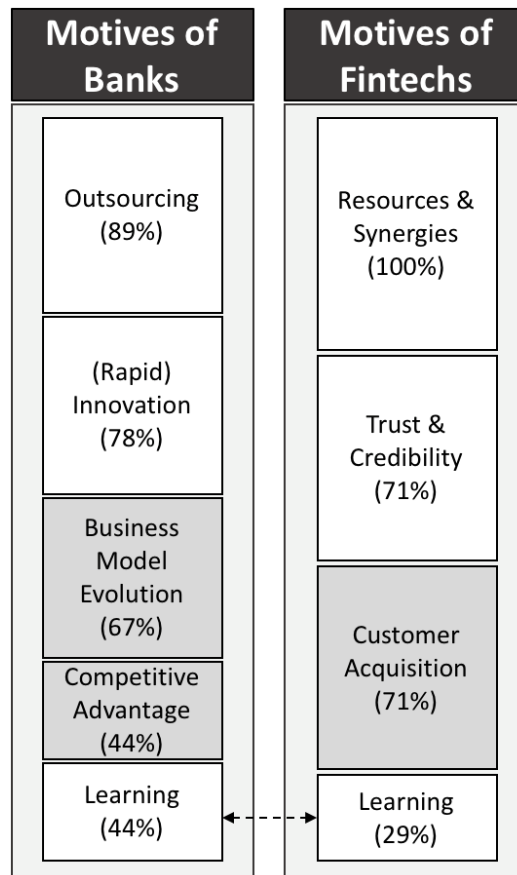 Motives of
Banks
Outsourcing
(89%)
(Rapid)
Innovation
(78%)
Business
Model
Evolution
(67%)
Competitive
Advantage
(44%)
Learning
(44%)
Motives of
Fintechs
Resources &
Synergies
(100%)
Trust &
Credibility
(71%)
Customer
Acquisition
(71%)
Learning
(29%)